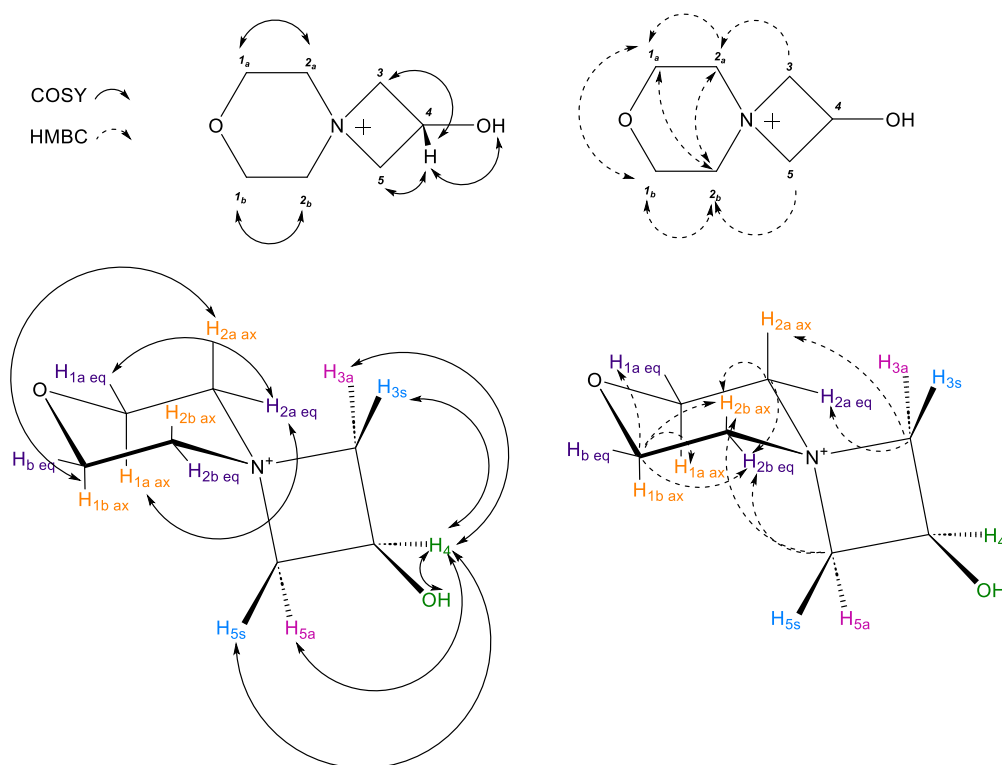 COSY
HMBC
1a 2a 3
O N + 4 OH
H
1b 2b 5
1a 2a 3
O N + 4 OH
1b 2b 5
H2a ax
H1a eq H3a
O H3s
H2b ax H2a eq
Hb eq H2b eq N+
H1b ax H1a ax
H4
OH
H5s H5a
H2a ax
H1a eq H3a
O H3s
H2b ax H2a eq
Hb eq H2b eq N+
H1a ax
H1b ax
H4
OH
H5s H5a